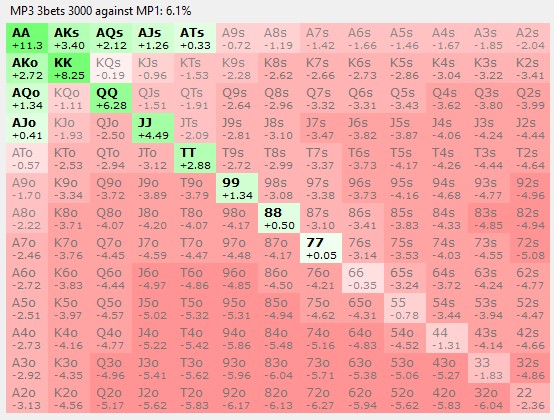 MP3 3bets 3000 against MP1: 6.1%
AA AKs AQs AJs ATs A9s A8s A7s A6s A5s A4s A3s A2s
+11.3 +3.40 +2.12 +1.26 +0.33 -0.72 -1.19 -1.42 -1.66 -1.46 -1.67 -1.85 -2.04
AKo KK KQs KJs KTs K9s K8s K7s K6s K5s K4s K3s K2s
+2.72 +8.25 -0.19 -0.96 -1.53 -2.28 -2.62 -2.66 -2.73 -2.86 -3.04 -3.22 -3.41
AQo KQo QQ QJs QTs Q9s Q8s Q7s Q6s Q5s Q4s Q3s Q2s
+1.34 -1.11 +6.28 -1.51 -1.91 -2.64 -2.96 -3.32 -3.31 -3.43 -3.62 -3.80 -3.99
AJo KJo QJo JJ JTs J9s J8s J7s J6s J5s J4s J3s J2s
+0.41 -1.93 -2.50 +4.49 -2.09 -2.81 -3.10 -3.47 -3.82 -3.87 -4.06 -4.24 -4.44
ATo KTo QTo JTo TT T9s T8s T7s T6s T5s T4s T3s T2s
-0.57 -2.53 -2.94 -3.12 +2.88 -2.72 -2.99 -3.37 -3.73 -4.17 -4.26 -4.44 -4.64
A9o K9o Q9o J9o T9o 99 98s 97s 96s 95s 94s 93s 92s
-1.70 -3.34 -3.72 -3.89 -3.79 +1.34 -3.08 -3.38 -3.73 -4.16 -4.68 -4.77 -4.96
A8o K8o Q8o J8o T8o 98o 88 87s 86s 85s 84s 83s 82s
-2.22 -3.71 -4.07 -4.20 -4.07 -4.17 +0.50 -3.10 -3.41 -3.83 -4.33 -4.85 -4.94
A7o K7o Q7o J7o T7o 97o 87o 77 76s 75s 74s 73s 72s
-2.46 -3.76 -4.45 -4.59 -4.47 -4.48 -4.17 +0.05 -3.14 -3.53 -4.03 -4.55 -5.08
A6o K6o Q6o J6o T6o 96o 86o 76o 66 65s 64s 63s 62s
-2.72 -3.83 -4.44 -4.97 -4.86 -4.85 -4.50 -4.21 -0.35 -3.24 -3.72 -4.24 -4.77
A5o K5o Q5o J5o T5o 95o 85o 75o 65o 55 54s 53s 52s
-2.51 -3.97 -4.57 -5.02 -5.32 -5.31 -4.94 -4.62 -4.31 -0.78 -3.44 -3.94 -4.47
A4o K4o Q4o J4o T4o 94o 84o 74o 64o 54o 44 43s 42s
-2.73 -4.16 -4.77 -5.22 -5.42 -5.86 -5.48 -5.16 -4.83 -4.52 -1.31 -4.14 -4.66
A3o K3o Q3o J3o T3o 93o 83o 73o 63o 53o 43o 33 32s
-2.92 -4.35 -4.96 -5.41 -5.62 -5.96 -6.04 -5.71 -5.38 -5.06 -5.27 -1.83 -4.86
A2o K2o Q2o J2o T2o 92o 82o 72o 62o 52o 42o 32o 22
-3.13 -4.56 -5.17 -5.62 -5.83 -6.17 -6.13 -6.27 -5.94 -5.62 -5.83 -6.04 -2.36